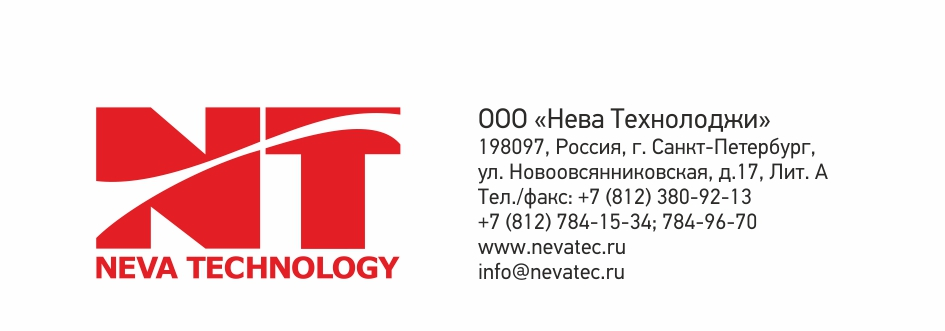 NT
NEVA TECHNOLOGY
ООО «Нева Технолоджи»
198097, Россия, г. Санкт-Петербург,
ул. Новоовсянниковская, д.17, Лит. А
Тел./факс: +7 (812) 380-92-13
+7 (812) 784-15-34; 784-96-70
www.nevatec.ru
info@nevatec.ru